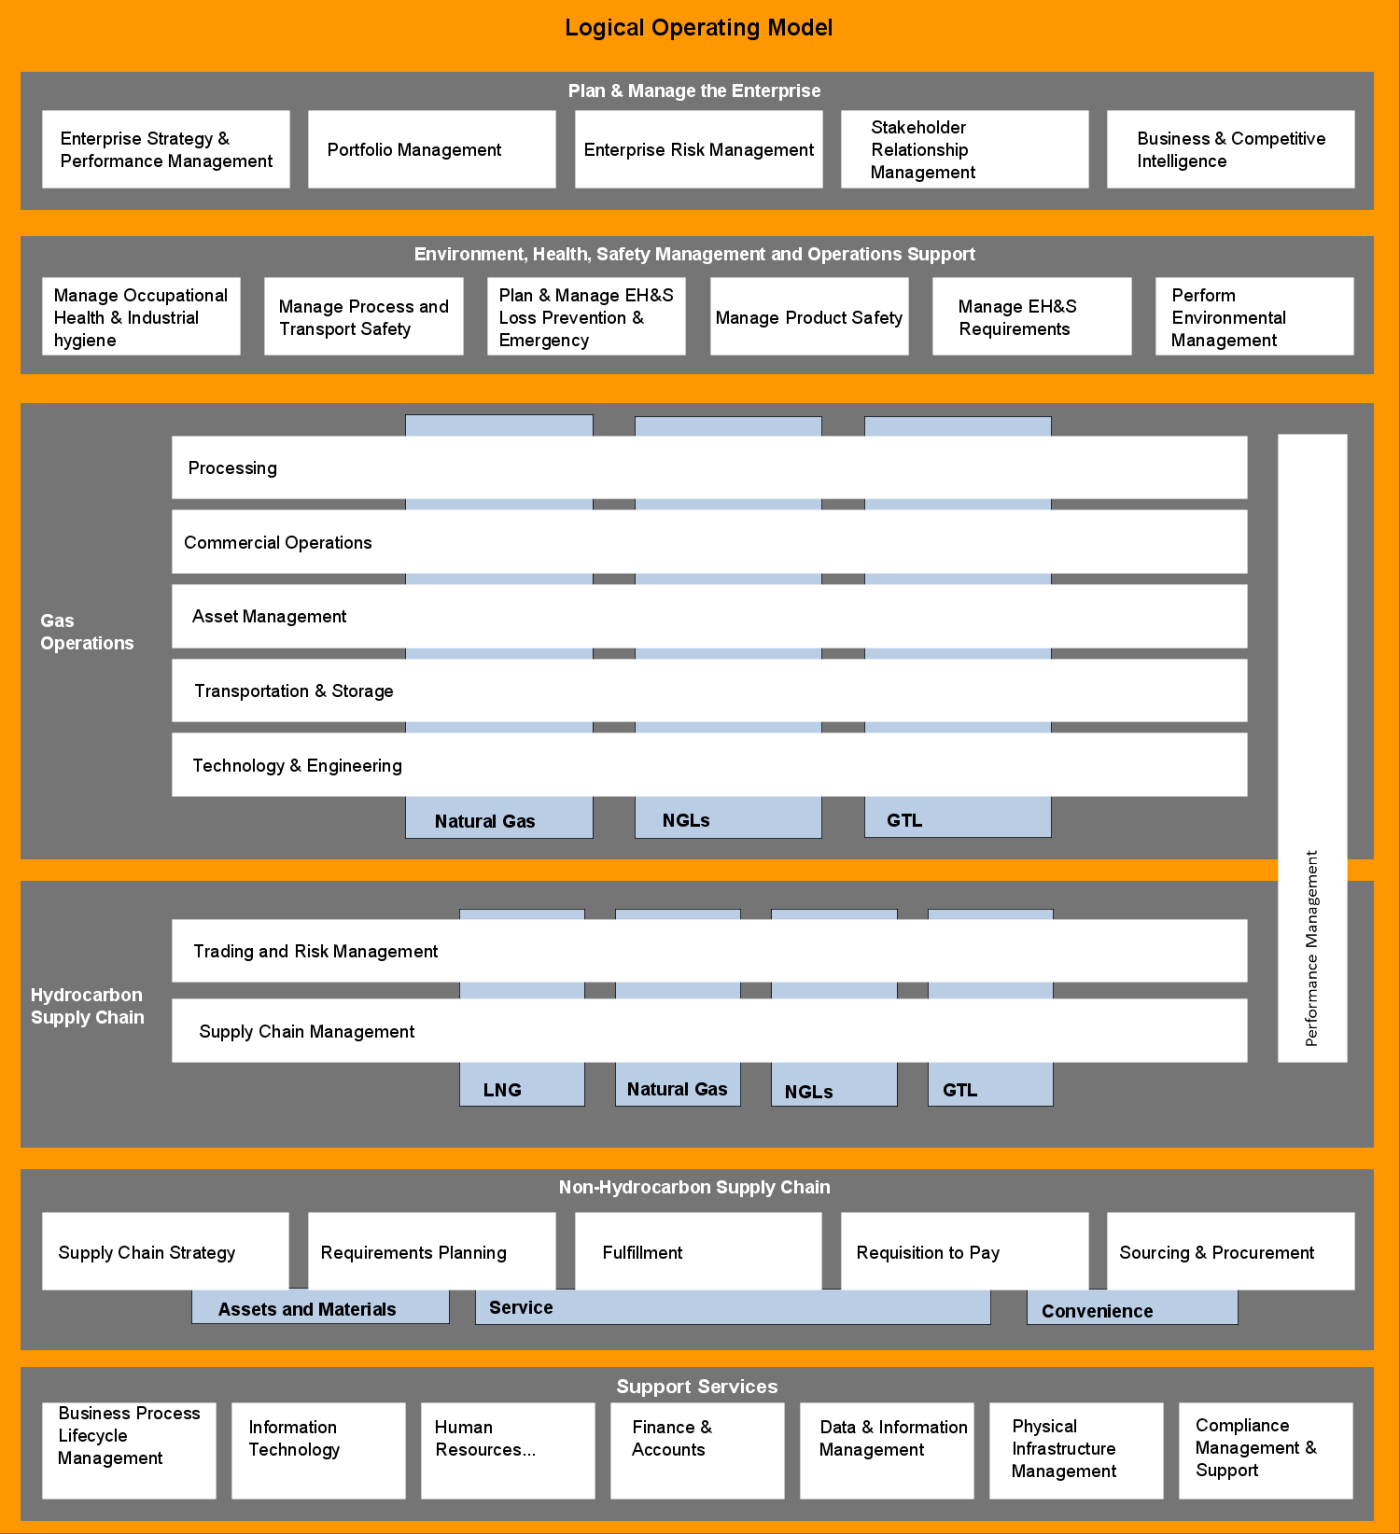 Logical Operating Model
Plan & Manage the Enterprise
Enterprise Strategy &
Performance Management
Portfolio Management
Enterprise Risk Management
Stakeholder
Relationship
Management
Business & Competitive
Intelligence
Environment, Health, Safety Management and Operations Support
Manage Occupational
Health & Industrial
hygiene
Manage Process and
Transport Safety
Plan & Manage EH&S
Loss Prevention &
Emergency
Manage Product Safety
Manage EH&S
Requirements
Perform
Environmental
Management
Gas
Operations
Processing
Commercial Operations
Asset Management
Transportation & Storage
Technology & Engineering
Natural Gas
NGLs
GTL
Performance Management
Hydrocarbon
Supply Chain
Trading and Risk Management
Supply Chain Management
LNG
Natural Gas
NGLs
GTL
Non-Hydrocarbon Supply Chain
Supply Chain Strategy
Requirements Planning
Fulfillment
Requisition to Pay
Sourcing & Procurement
Assets and Materials
Service
Convenience
Support Services
Business Process
Lifecycle
Management
Information
Technology
Human
Resources...
Finance &
Accounts
Data & Information
Management
Physical
Infrastructure
Management
Compliance
Management &
Support